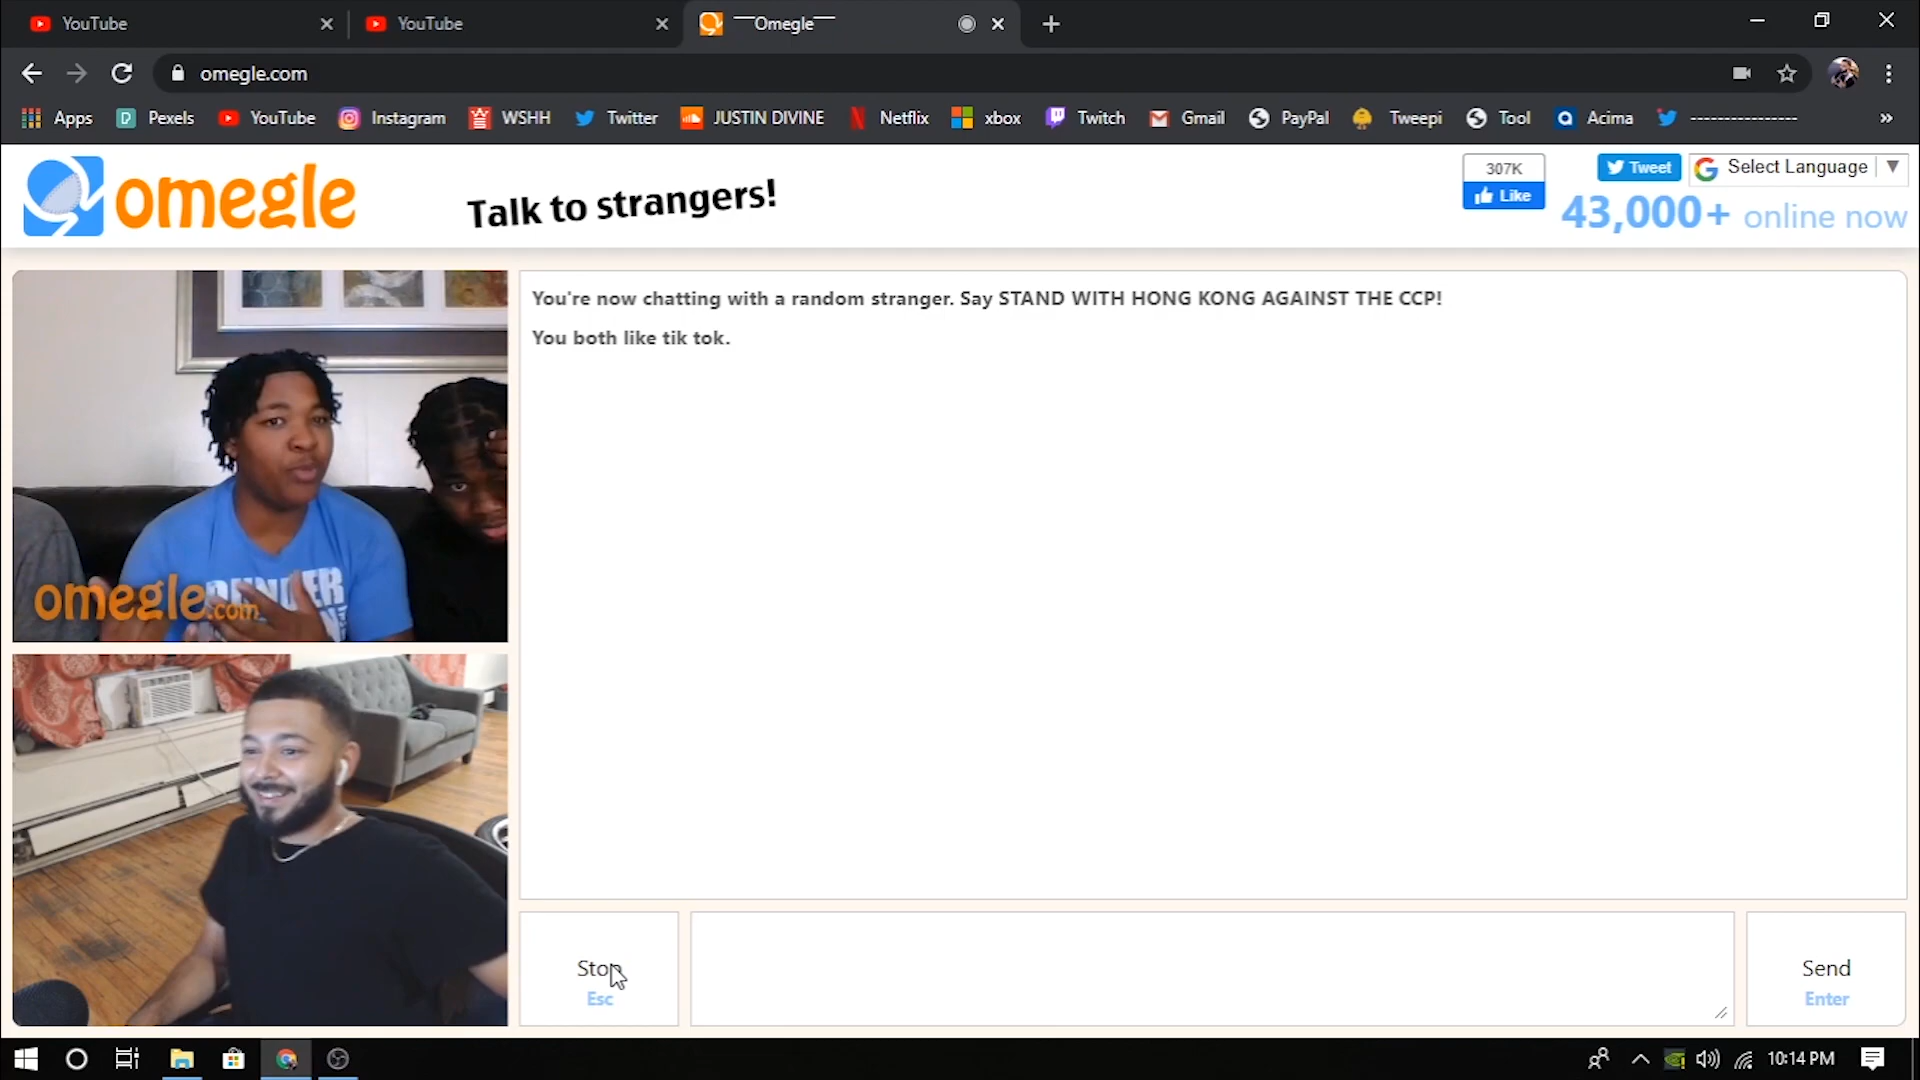 YouTube
YouTube
Omegle
omegle.com
Apps
Pexels
YouTube
Instagram
WSHH
Twitter
JUSTIN DIVINE
Netflix
xbox
Twitch
Gmail
PayPal
Tweepi
Tool
Acima
----------------
»
omegle
Talk to strangers!
307K
Like
Tweet
Select Language
43,000+ online now
You're now chatting with a random stranger. Say STAND WITH HONG KONG AGAINST THE CCP!
You both like tik tok.
omegle.com
Stop
Esc
Send
Enter
10:14 PM